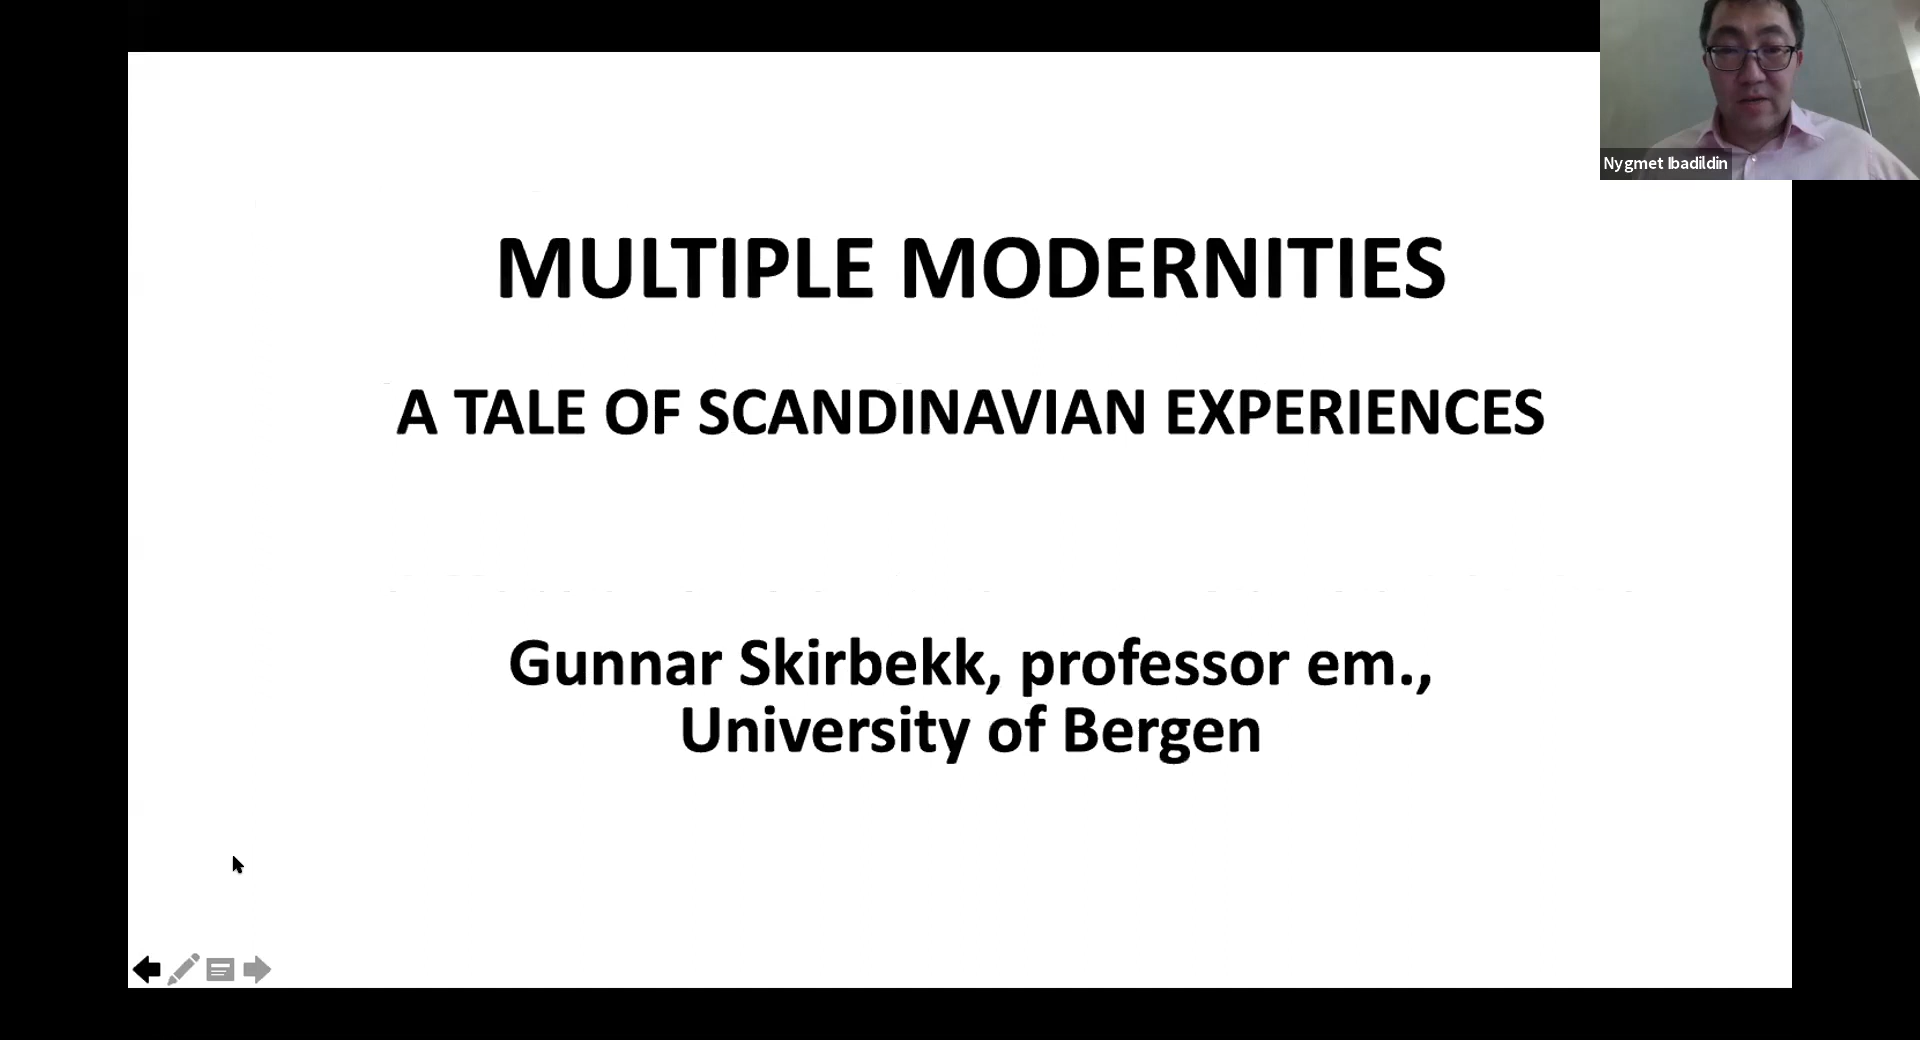 MULTIPLE MODERNITIES
A TALE OF SCANDINAVIAN EXPERIENCES
Gunnar Skirbekk, professor em.,
University of Bergen
Nygmet Ibadildin